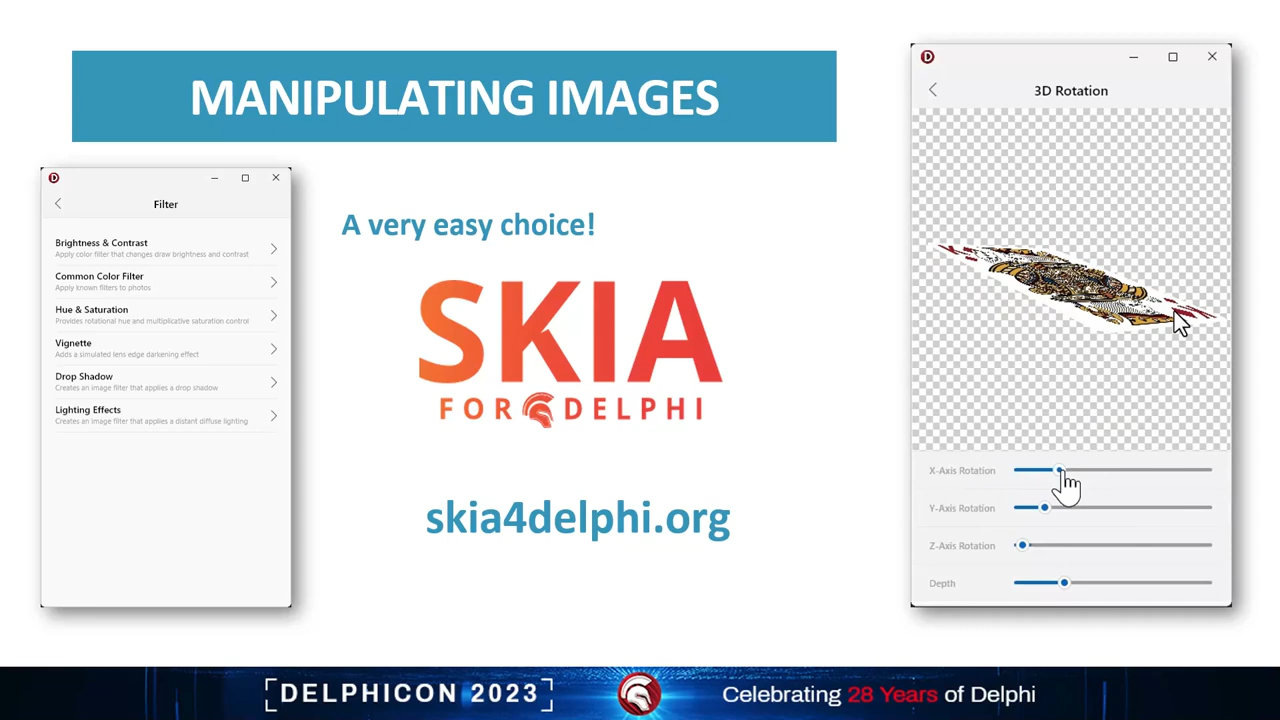 MANIPULATING IMAGES
Filter
Brightness & Contrast
Apply color filter that changes draw brightness and contrast
Common Color Filter
Apply known filters to photos
Hue & Saturation
Provides rotational hue and multiplicative saturation control
Vignette
Adds a simulated lens edge darkening effect
Drop Shadow
Creates an image filter that applies a drop shadow
Lighting Effects
Creates an image filter that applies a distant diffuse lighting
A very easy choice!
SKIA
FOR DELPHI
skia4delphi.org
D
D
3D Rotation
X-Axis Rotation
Y-Axis Rotation
Z-Axis Rotation
Depth
[DELPHICON 2023]
Celebrating 28 Years of Delphi